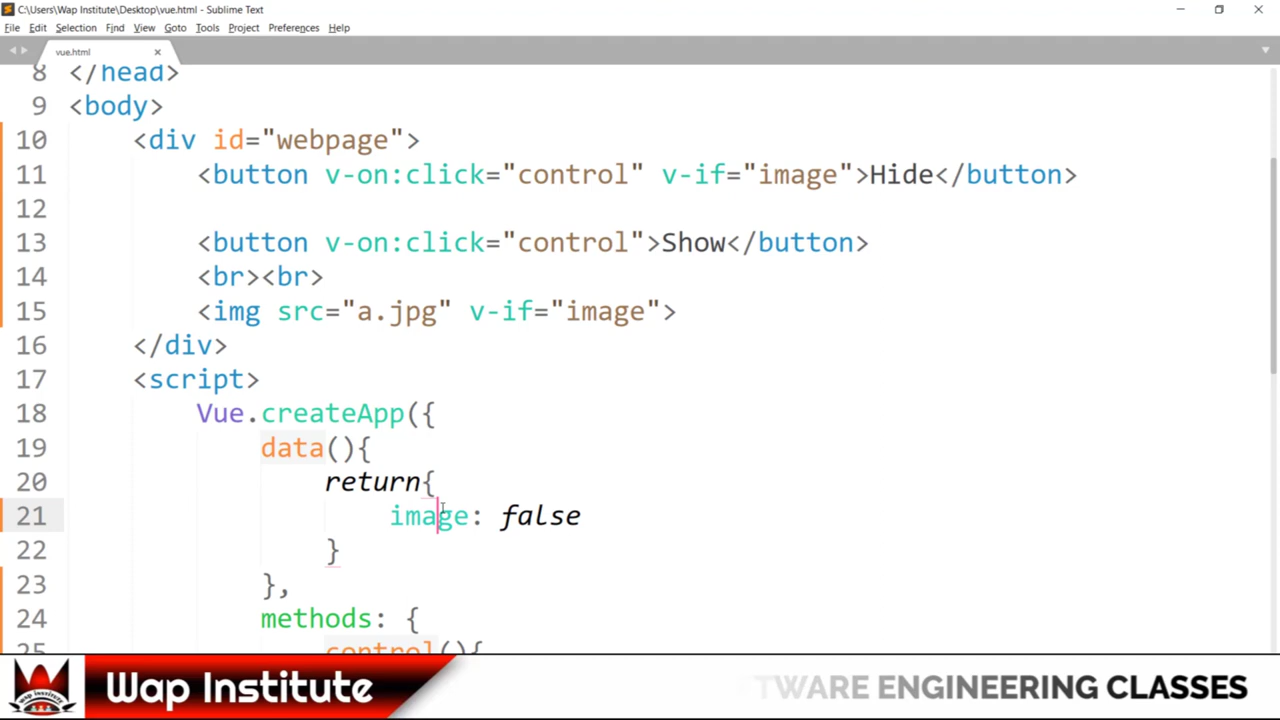 C:\Users\Wap Institute\Desktop\vue.html - Sublime Text
File Edit Selection Find View Goto Tools Project Preferences Help
vue.html
8 </head>
9 <body>
10 <div id="webpage">
11 <button v-on:click="control" v-if="image">Hide</button>
12
13 <button v-on:click="control">Show</button>
14 <br><br>
15 <img src="a.jpg" v-if="image">
16 </div>
17 <script>
18 Vue.createApp({
19 data(){
20 return{
21 image: false
22 }
23 },
24 methods: {
25 control(){
Wap Institute
TWARE ENGINEERING CLASSES